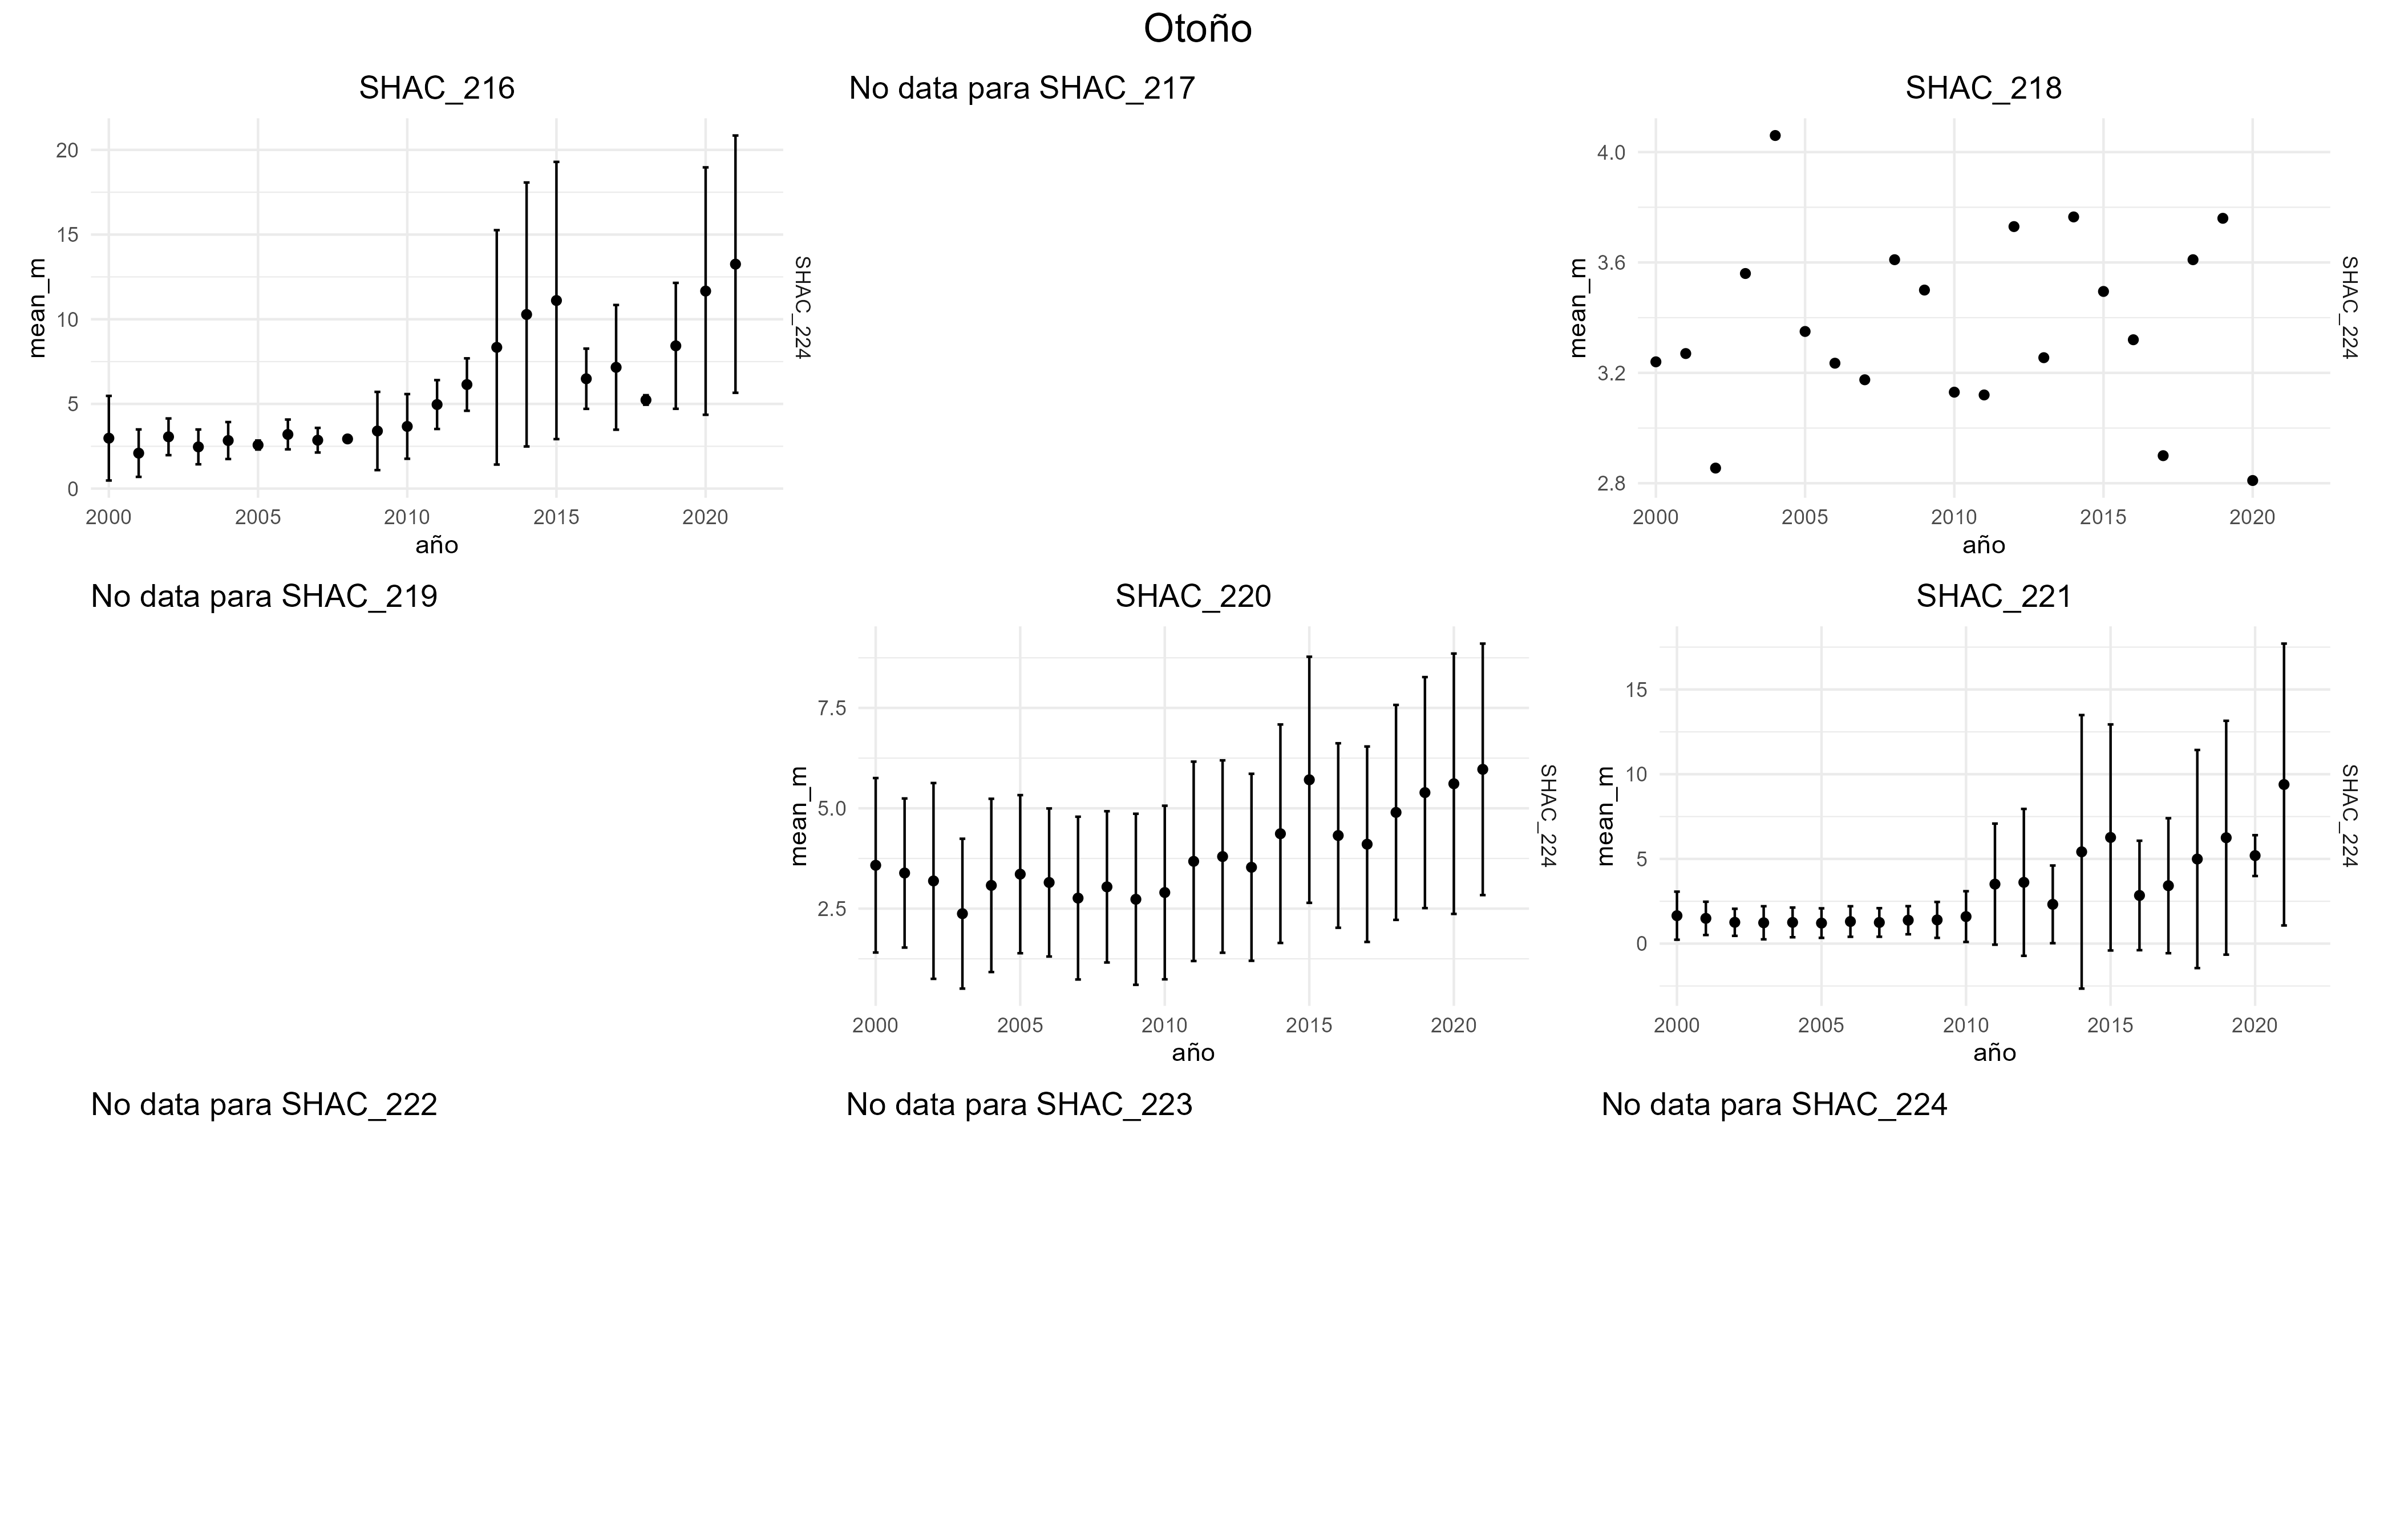 Otoño
SHAC_216
No data para SHAC_217
SHAC_218
mean_m
20
15
10
5
0
2000 2005 2010 2015 2020
año
SHAC_224
mean_m
4.0
3.6
3.2
2.8
2000 2005 2010 2015 2020
año
SHAC_224
No data para SHAC_219
SHAC_220
SHAC_221
mean_m
7.5
5.0
2.5
2000 2005 2010 2015 2020
año
SHAC_224
mean_m
15
10
5
0
2000 2005 2010 2015 2020
año
SHAC_224
No data para SHAC_222
No data para SHAC_223
No data para SHAC_224